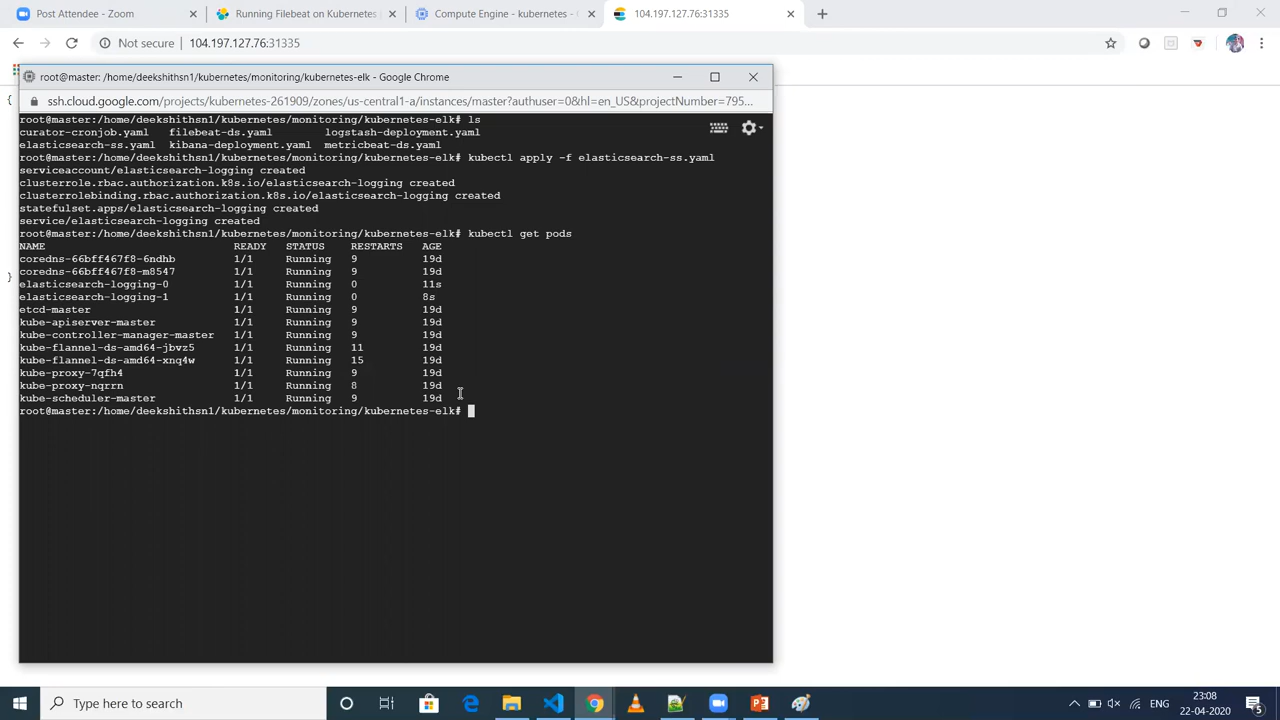 Post Attendee - Zoom
Running Filebeat on Kubernetes
Compute Engine - kubernetes -
104.197.127.76:31335
Not secure
104.197.127.76:31335
{
}
root@master: /home/deekshithsn1/kubernetes/monitoring/kubernetes-elk - Google Chrome
ssh.cloud.google.com/projects/kubernetes-261909/zones/us-central1-a/instances/master?authuser=0&hl=en_US&projectNumber=795...
root@master:/home/deekshithsn1/kubernetes/monitoring/kubernetes-elk# ls
curator-cronjob.yaml filebeat-ds.yaml logstash-deployment.yaml
elasticsearch-ss.yaml kibana-deployment.yaml metricbeat-ds.yaml
root@master:/home/deekshithsn1/kubernetes/monitoring/kubernetes-elk# kubectl apply -f elasticsearch-ss.yaml
serviceaccount/elasticsearch-logging created
clusterrole.rbac.authorization.k8s.io/elasticsearch-logging created
clusterrolebinding.rbac.authorization.k8s.io/elasticsearch-logging created
statefulset.apps/elasticsearch-logging created
service/elasticsearch-logging created
root@master:/home/deekshithsn1/kubernetes/monitoring/kubernetes-elk# kubectl get pods
NAME READY STATUS RESTARTS AGE
coredns-66bff467f8-6ndhb 1/1 Running 9 19d
coredns-66bff467f8-m8547 1/1 Running 9 19d
elasticsearch-logging-0 1/1 Running 0 11s
elasticsearch-logging-1 1/1 Running 0 8s
etcd-master 1/1 Running 9 19d
kube-apiserver-master 1/1 Running 9 19d
kube-controller-manager-master 1/1 Running 9 19d
kube-flannel-ds-amd64-jbvz5 1/1 Running 11 19d
kube-flannel-ds-amd64-xnq4w 1/1 Running 15 19d
kube-proxy-7qfh4 1/1 Running 9 19d
kube-proxy-nqrrn 1/1 Running 8 19d
kube-scheduler-master 1/1 Running 9 19d
root@master:/home/deekshithsn1/kubernetes/monitoring/kubernetes-elk#
Type here to search
ENG
23:08
22-04-2020
5